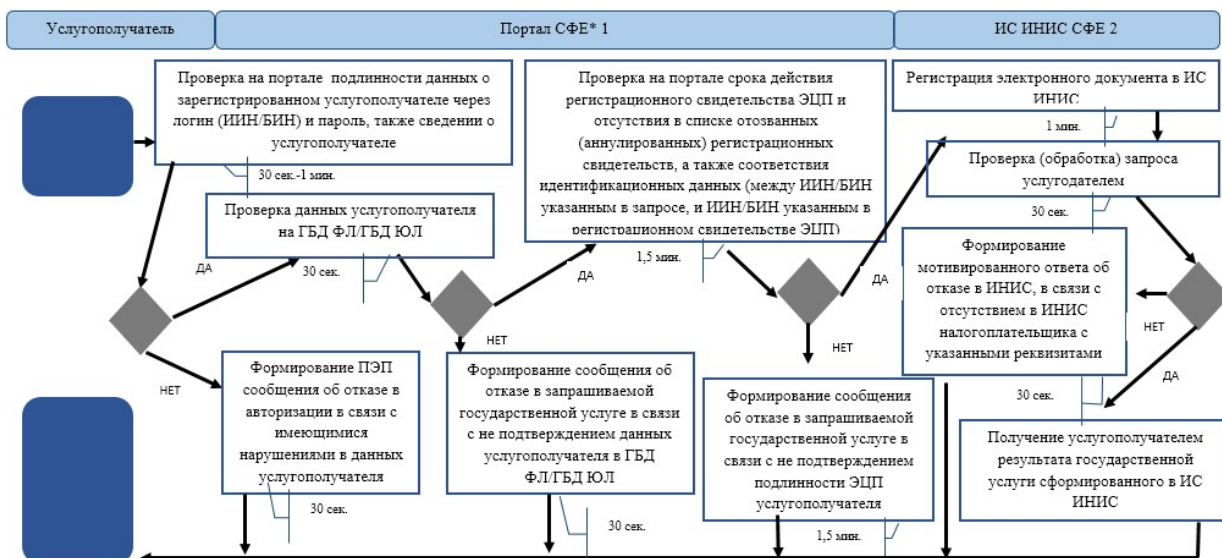 Услугополучатель
Портал СФЕ* 1
ИС ИНИС СФЕ 2
Проверка на портале подлинности данных о
зарегистрированном услугополучателе через
логин (ИИН/БИН) и пароль, также сведении о
услугополучателе
30 сек.-1 мин.
Проверка данных услугополучателя
на ГБД ФЛ/ГБД ЮЛ
30 сек.
ДА
НЕТ
Формирование ПЭП
сообщения об отказе в
авторизации в связи с
имеющимися
нарушениями в данных
услугополучателя
30 сек.
Проверка на портале срока действия
регистрационного свидетельства ЭЦП и
отсутствия в списке отозванных
(аннулированных) регистрационных
свидетельств, а также соответствия
идентификационных данных (между ИИН/БИН
указанным в запросе, и ИИН/БИН указанным в
регистрационном свидетельстве ЭЦП)
1,5 мин.
ДА
НЕТ
Формирование сообщения об
отказе в запрашиваемой
государственной услуге в связи
с не подтверждением данных
услугополучателя в ГБД
ФЛ/ГБД ЮЛ
30 сек.
ДА
НЕТ
Формирование сообщения
об отказе в запрашиваемой
государственной услуге в
связи с не подтверждением
подлинности ЭЦП
услугополучателя
1,5 мин.
Регистрация электронного документа в ИС
ИНИС
1 мин.
Проверка (обработка) запроса
услугодателем
30 сек.
Формирование
мотивированного ответа об
отказе в ИНИС, в связи с
отсутствием в ИНИС
налогоплательщика с
указанными реквизитами
НЕТ
ДА
30 сек.
Получение услугополучателем
результата государственной
услуги сформированного в ИС
ИНИС